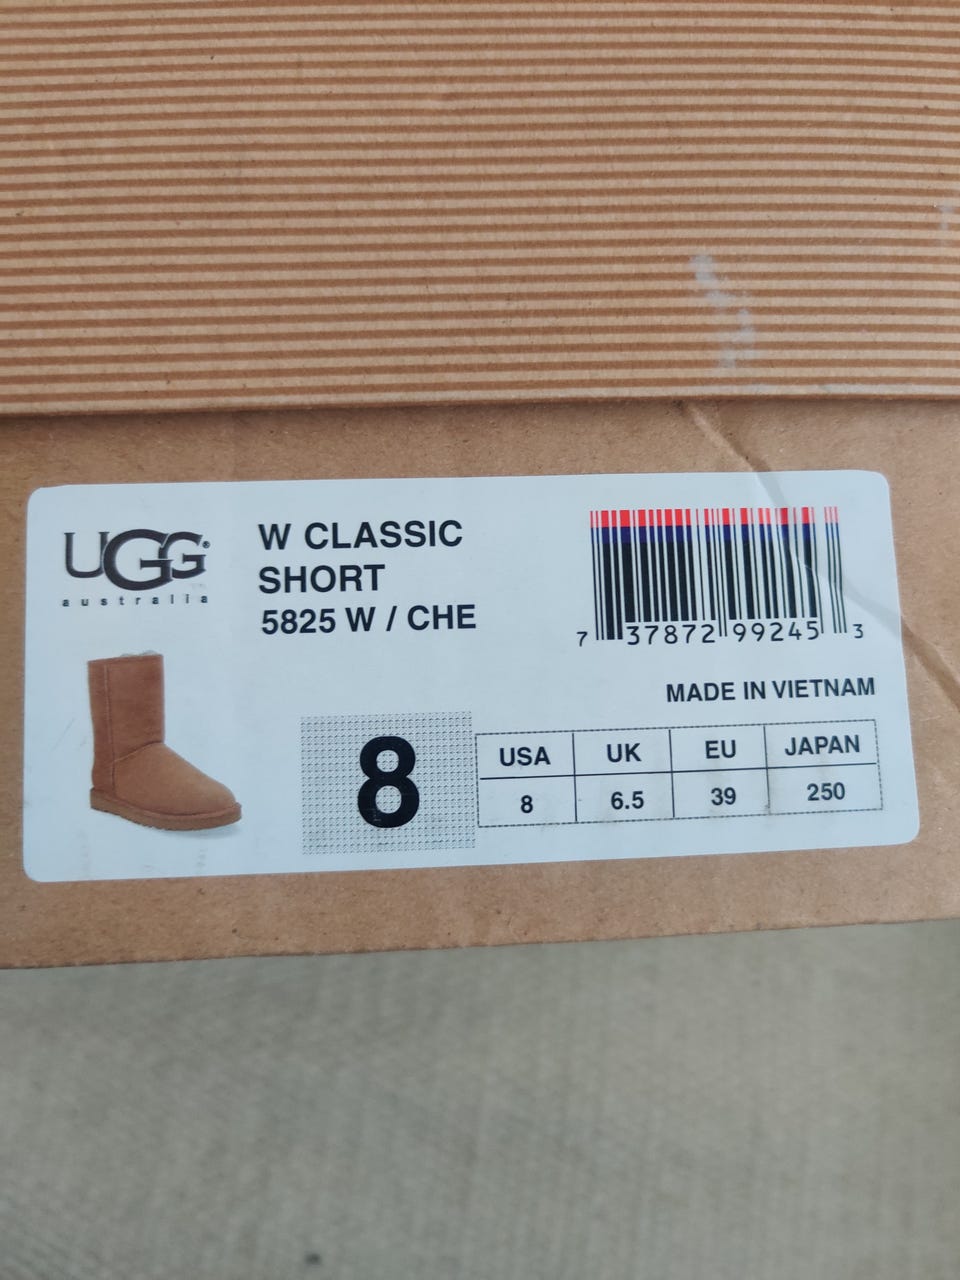 UGG®
australia
W CLASSIC
SHORT
5825 W / CHE
7 37872 99245 3
MADE IN VIETNAM
8
USA UK EU JAPAN
8 6.5 39 250